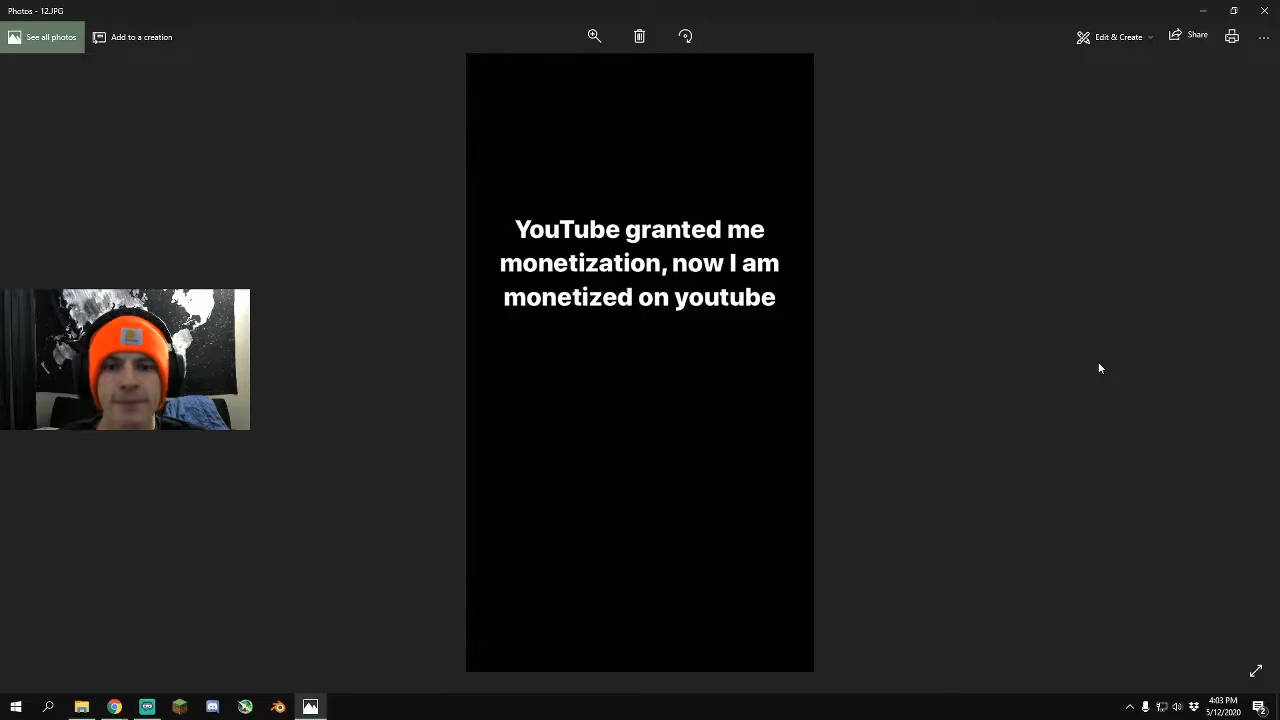 Photos - 12.JPG
See all photos
Add to a creation
Edit & Create
Share
YouTube granted me
monetization, now I am
monetized on youtube
4:03 PM
5/12/2020